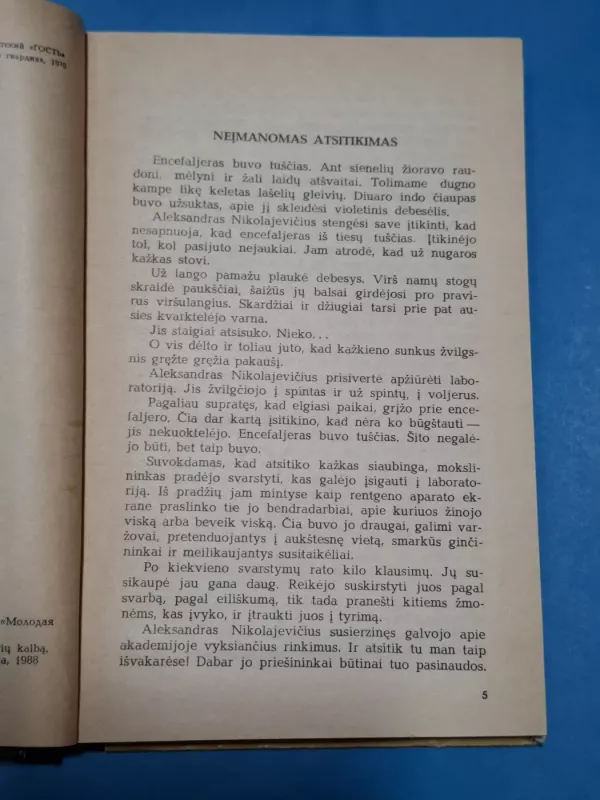 тский «ГОСТЬ»
гвардия», 1979
«Молодая
ių kalbą,
a, 1988
NEĮMANOMAS ATSITIKIMAS
Encefaljeras buvo tuščias. Ant sienelių žioravo rau-
doni, mėlyni ir žali laidų atšvaitai. Tolimame dugno
kampe likę keletas lašelių gleivių. Diuaro indo čiaupas
buvo užsuktas, apie jį skleidėsi violetinis debesėlis.
Aleksandras Nikolajevičius stengėsi save įtikinti, kad
nesapnuoja, kad encefaljeras iš tiesų tuščias. Įtikinėjo
tol, kol pasijuto nejaukiai. Jam atrodė, kad už nugaros
kažkas stovi.
Už lango pamažu plaukė debesys. Virš namų stogų
skraidė paukščiai, šaižūs jų balsai girdėjosi pro pravi-
rus viršulangius. Skardžiai ir džiugiai tarsi prie pat au-
sies kvarktelėjo varna.
Jis staigiai atsisuko. Nieko...
O vis dėlto ir toliau juto, kad kažkieno sunkus žvilgs-
nis gręžte gręžia pakaušį.
Aleksandras Nikolajevičius prisivertė apžiūrėti labo-
ratoriją. Jis žvilgčiojo į spintas ir už spintų, į voljerus.
Pagaliau supratęs, kad elgiasi paikai, grįžo prie ence-
faljero. Čia dar kartą įsitikino, kad nėra ko būgštauti —
jis nekuoktelėjo. Encefaljeras buvo tuščias. Šito negalė-
jo būti, bet taip buvo.
Suvokdamas, kad atsitiko kažkas siaubinga, moksli-
ninkas pradėjo svarstyti, kas galėjo įsigauti į laborato-
riją. Iš pradžių jam mintyse kaip rentgeno aparato ek-
rane praslinko tie jo bendradarbiai, apie kuriuos žinojo
viską arba beveik viską. Čia buvo jo draugai, galimi var-
žovai, pretenduojantys į aukštesnę vietą, smarkūs ginči-
ninkai ir meilikaujantys susitaikėliai.
Po kiekvieno svarstymų rato kilo klausimų. Jų su-
sikaupė jau gana daug. Reikėjo suskirstyti juos pagal
svarbą, pagal eiliškumą, tik tada pranešti kitiems žmo-
nėms, kas įvyko, ir įtraukti juos į tyrimą.
Aleksandras Nikolajevičius susierzinęs galvojo apie
akademijoje vyksiančius rinkimus. Ir atsitik tu man taip
išvakarėse! Dabar jo priešininkai būtinai tuo pasinaudos.
5